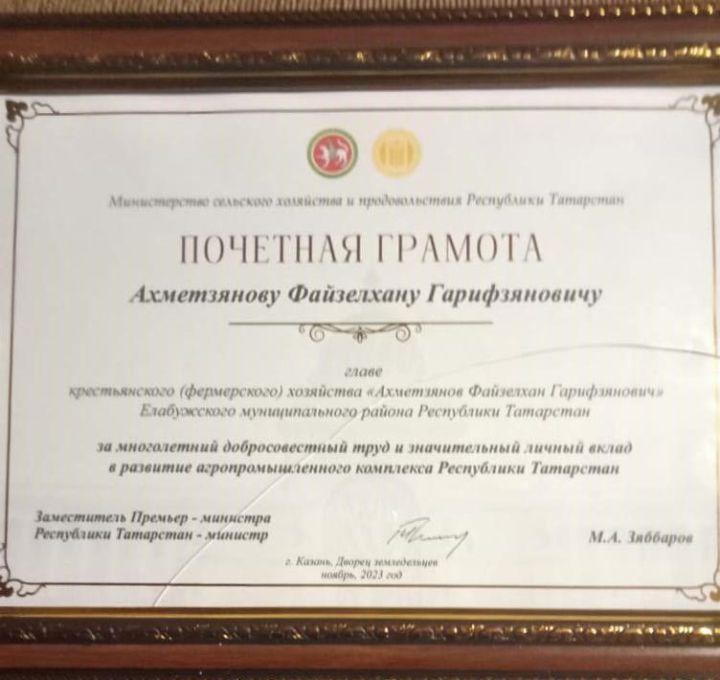 Министерство сельского хозяйства и продовольствия Республики Татарстан
ПОЧЕТНАЯ ГРАМОТА
Ахметзянову Файзелхану Гарифзяновичу
главе
крестьянского (фермерского) хозяйства «Ахметзянов Файзелхан Гарифзянович»
Елабужского муниципального района Республики Татарстан
за многолетний добросовестный труд и значительный личный вклад
в развитие агропромышленного комплекса Республики Татарстан
Заместитель Премьер - министра
Республики Татарстан - министр
М.А. Зяббаров
г. Казань, Дворец земледельцев
ноябрь, 2023 год